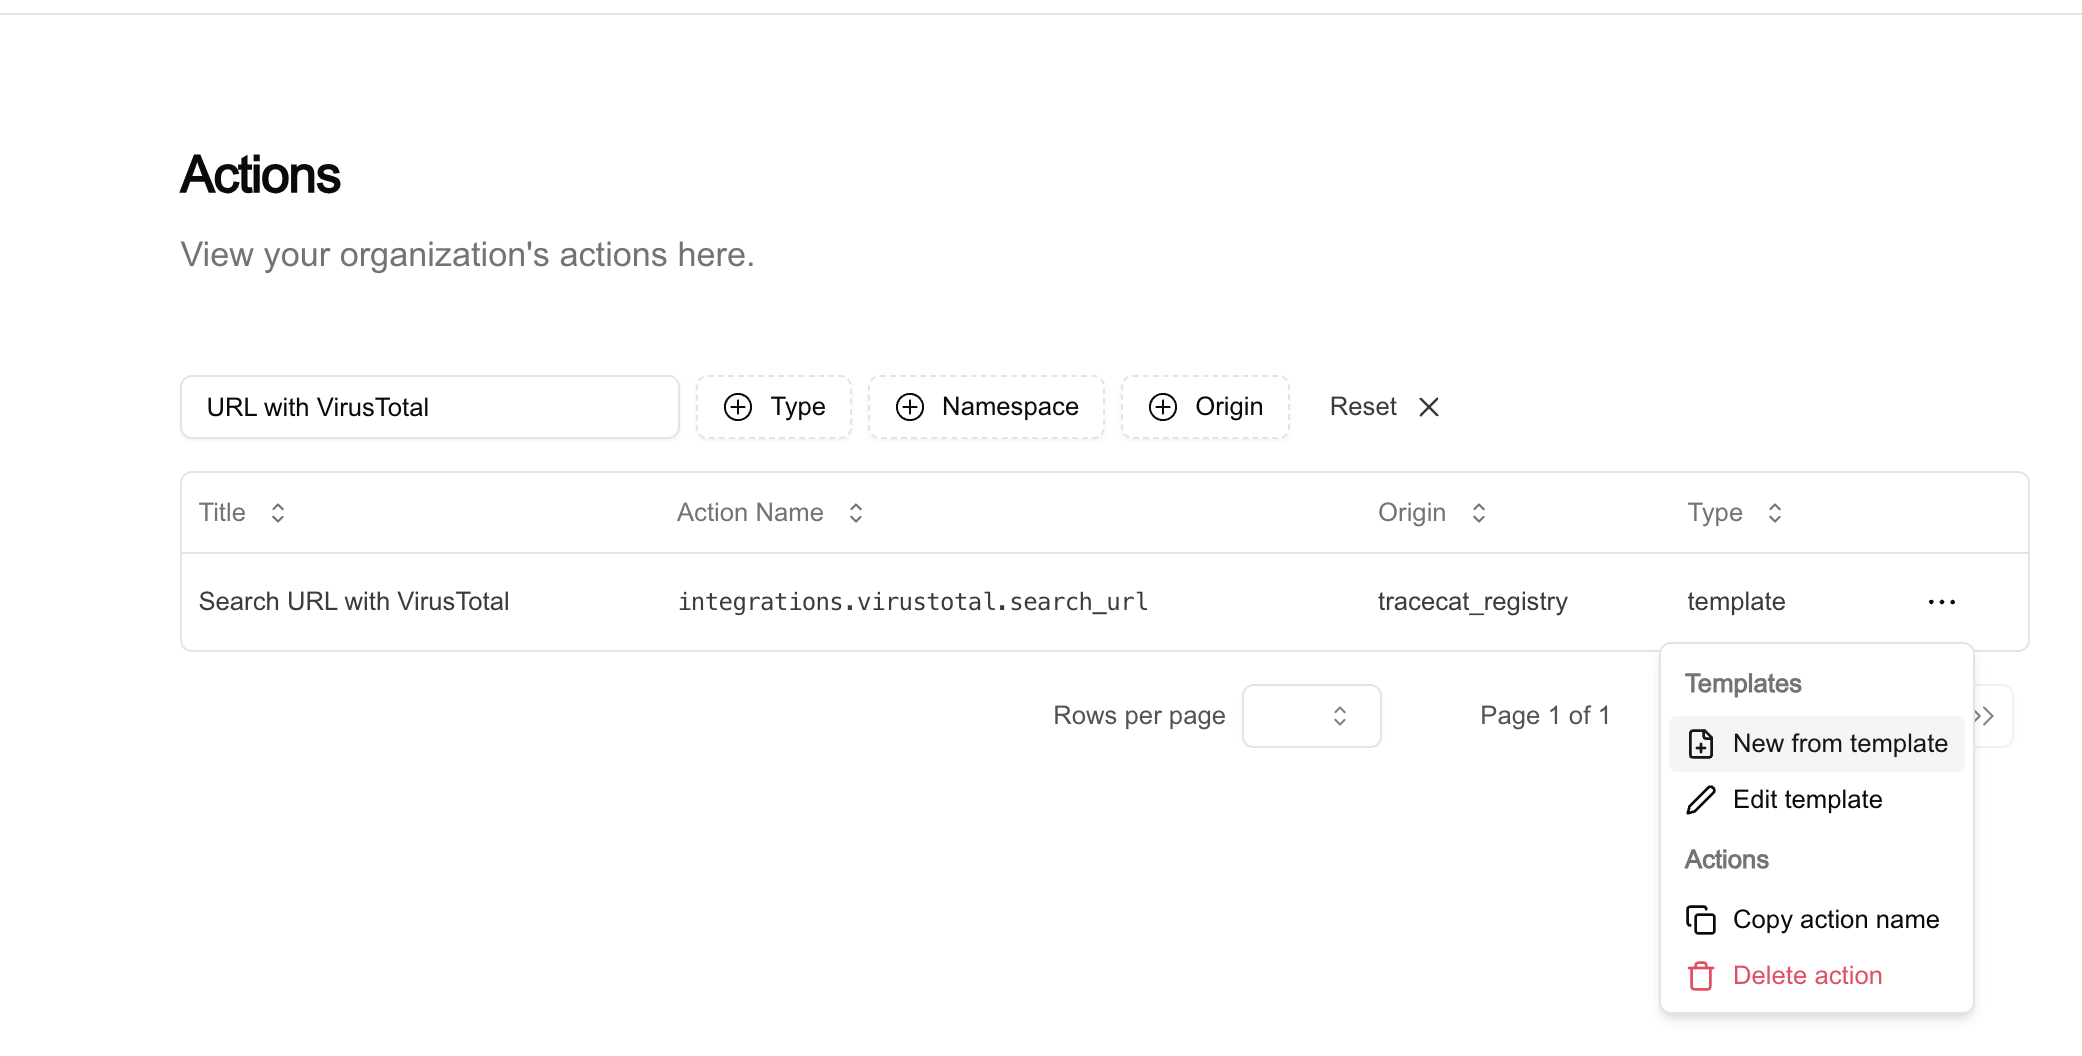 Actions
View your organization's actions here.
URL with VirusTotal Type Namespace Origin Reset
Title Action Name Origin Type
Search URL with VirusTotal integrations.virustotal.search_url tracecat_registry template
Rows per page Page 1 of 1
Templates
New from template
Edit template
Actions
Copy action name
Delete action